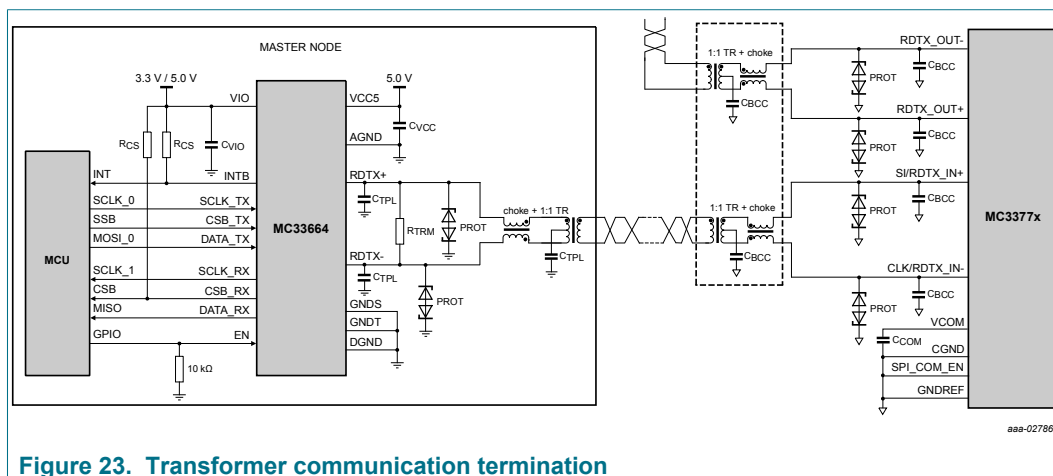 MASTER NODE
3.3 V / 5.0 V
5.0 V
VIO
VCC5
RCS
RCS
CVIO
CVCC
AGND
INT
INTB
RDTX+
SCLK_0
SCLK_TX
SSB
CSB_TX
MOSI_0
DATA_TX
MCU
MC33664
CTPL
RTRM
PROT
choke + 1:1 TR
CTPL
SCLK_1
SCLK_RX
CSB
CSB_RX
MISO
DATA_RX
GPIO
EN
10 kΩ
RDTX-
CTPL
PROT
GNDS
GNDT
DGND
1:1 TR + choke
CBCC
1:1 TR + choke
CBCC
RDTX_OUT-
PROT
CBCC
RDTX_OUT+
PROT
CBCC
SI/RDTX_IN+
PROT
CBCC
MC3377x
CLK/RDTX_IN-
PROT
CBCC
VCOM
CCOM
CGND
SPI_COM_EN
GNDREF
Figure 23. Transformer communication termination